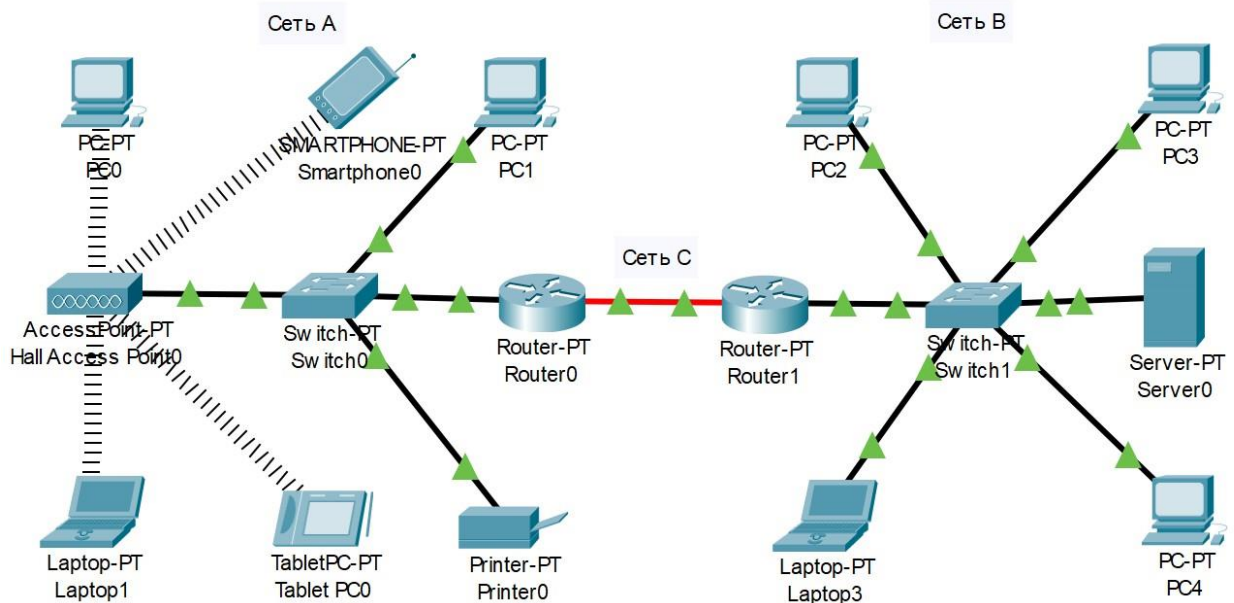 Сеть A
Сеть B
PC-PT
PC0
SMARTPHONE-PT
Smartphone0
PC-PT
PC1
PC-PT
PC2
PC-PT
PC3
Сеть C
AccessPoint-PT
Hall Access Point0
Switch-PT
Switch0
Router-PT
Router0
Router-PT
Router1
Switch-PT
Switch1
Server-PT
Server0
Laptop-PT
Laptop1
TabletPC-PT
Tablet PC0
Printer-PT
Printer0
Laptop-PT
Laptop3
PC-PT
PC4